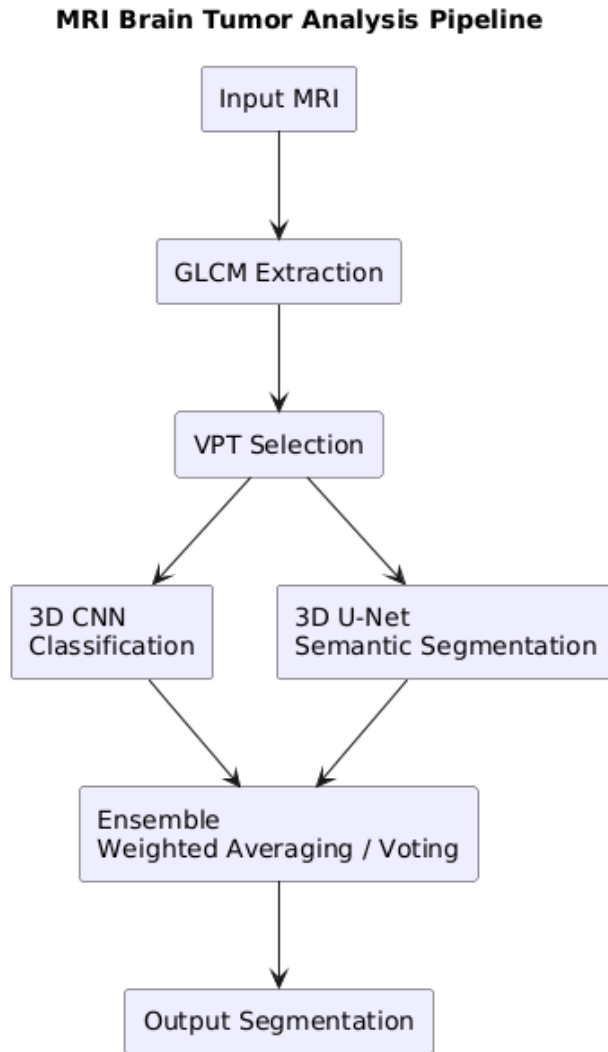 MRI Brain Tumor Analysis Pipeline
Input MRI
GLCM Extraction
VPT Selection
3D CNN
Classification
3D U-Net
Semantic Segmentation
Ensemble
Weighted Averaging / Voting
Output Segmentation